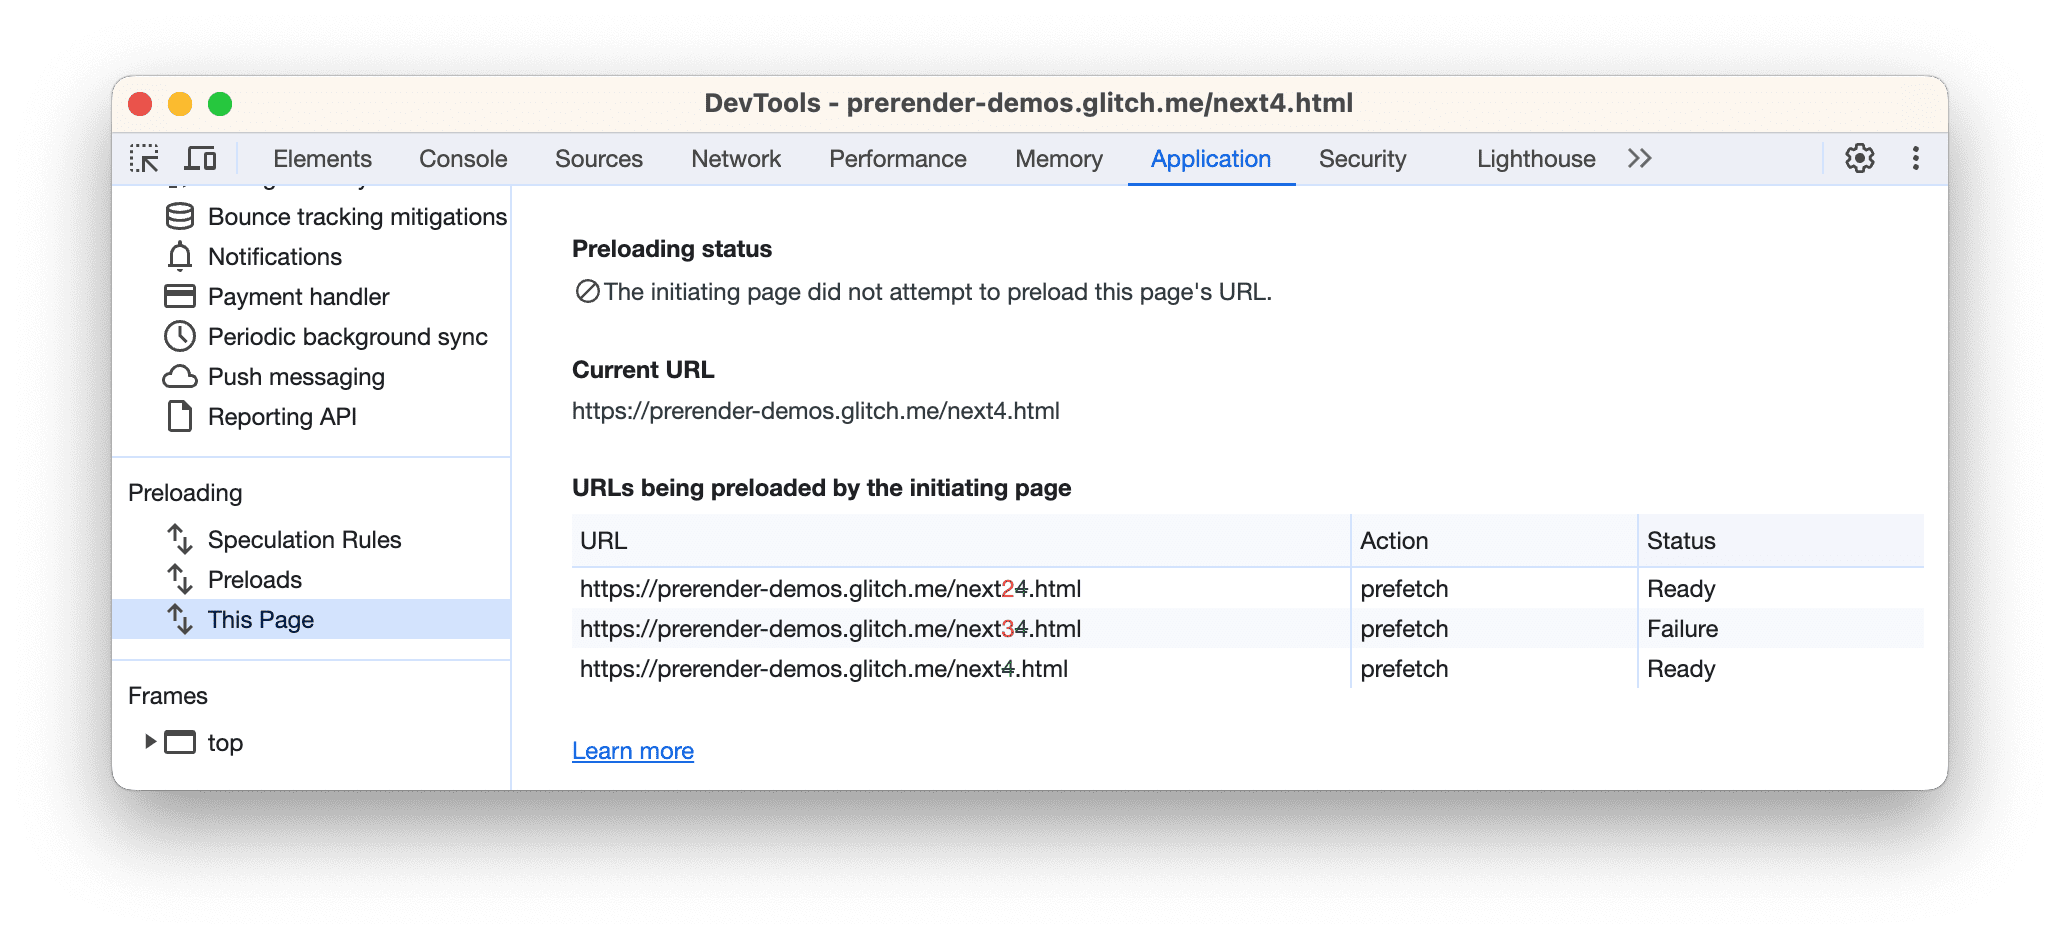 DevTools - prerender-demos.glitch.me/next4.html
Elements Console Sources Network Performance Memory Application Security Lighthouse
Bounce tracking mitigations
Notifications
Payment handler
Periodic background sync
Push messaging
Reporting API
Preloading
Speculation Rules
Preloads
This Page
Frames
top
Preloading status
The initiating page did not attempt to preload this page's URL.
Current URL
https://prerender-demos.glitch.me/next4.html
URLs being preloaded by the initiating page
URL Action Status
https://prerender-demos.glitch.me/next24.html prefetch Ready
https://prerender-demos.glitch.me/next34.html prefetch Failure
https://prerender-demos.glitch.me/next4.html prefetch Ready
Learn more